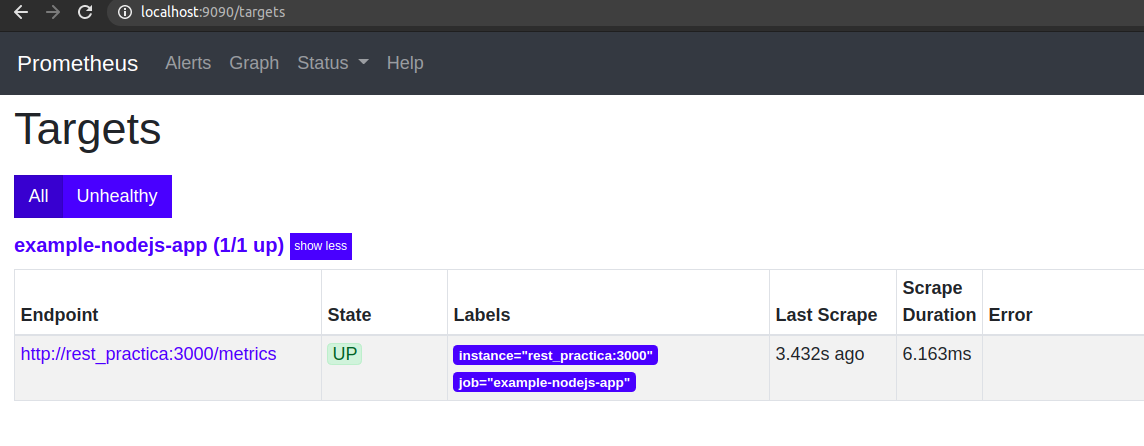 localhost:9090/targets
Prometheus Alerts Graph Status Help
Targets
All Unhealthy
example-nodejs-app (1/1 up) show less
Endpoint State Labels Last Scrape Scrape Duration Error
http://rest_practica:3000/metrics UP instance="rest_practica:3000" 3.432s ago 6.163ms
job="example-nodejs-app"